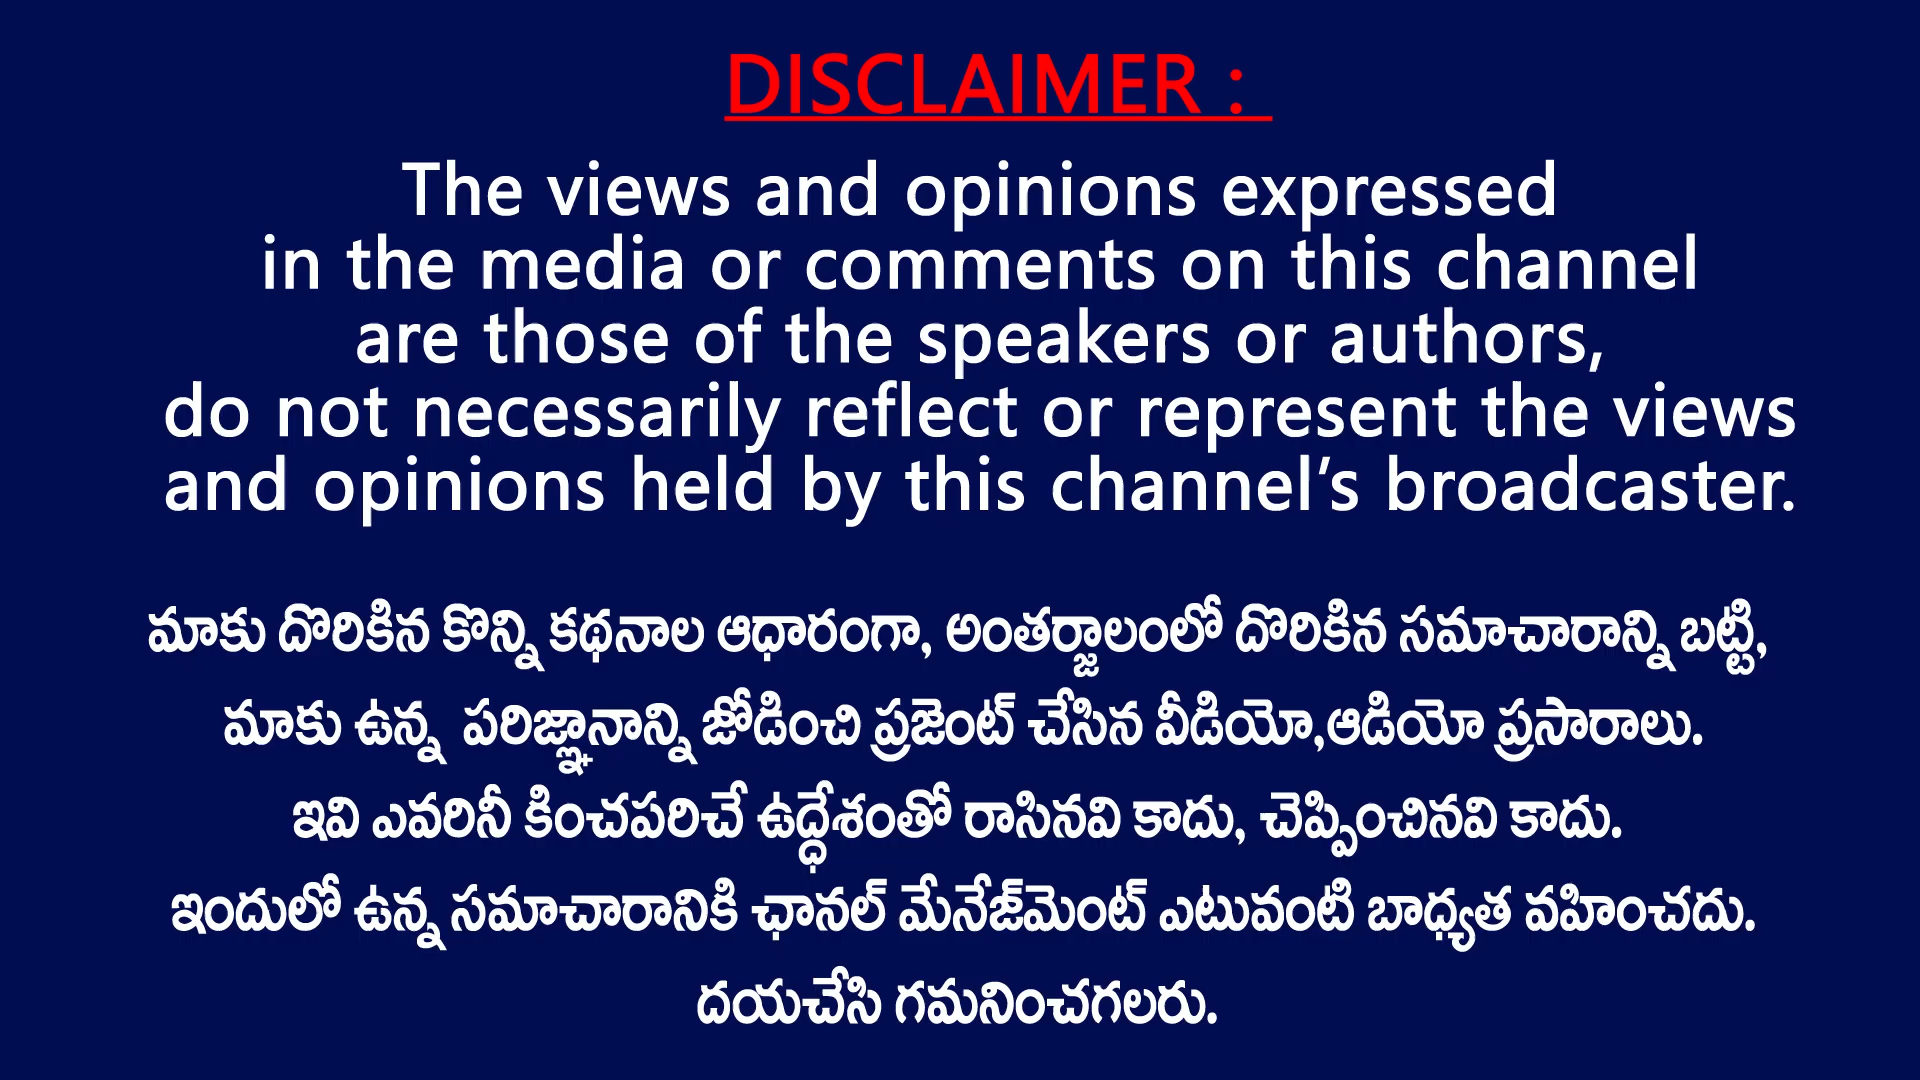 DISCLAIMER :
The views and opinions expressed
in the media or comments on this channel
are those of the speakers or authors,
do not necessarily reflect or represent the views
and opinions held by this channel’s broadcaster.
మాకు దొరికిన కొన్ని కథనాల ఆధారంగా, అంతర్జాలంలో దొరికిన సమాచారాన్ని బట్టి,
మాకు ఉన్న పరిజ్ఞానాన్ని జోడించి ప్రజెంట్ చేసిన వీడియో,ఆడియో ప్రసారాలు.
ఇవి ఎవరినీ కించపరిచే ఉద్ధేశంతో రాసినవి కాదు, చెప్పించినవి కాదు.
ఇందులో ఉన్న సమాచారానికి ఛానల్ మేనేజ్‌మెంట్ ఎటువంటి బాధ్యత వహించదు.
దయచేసి గమనించగలరు.